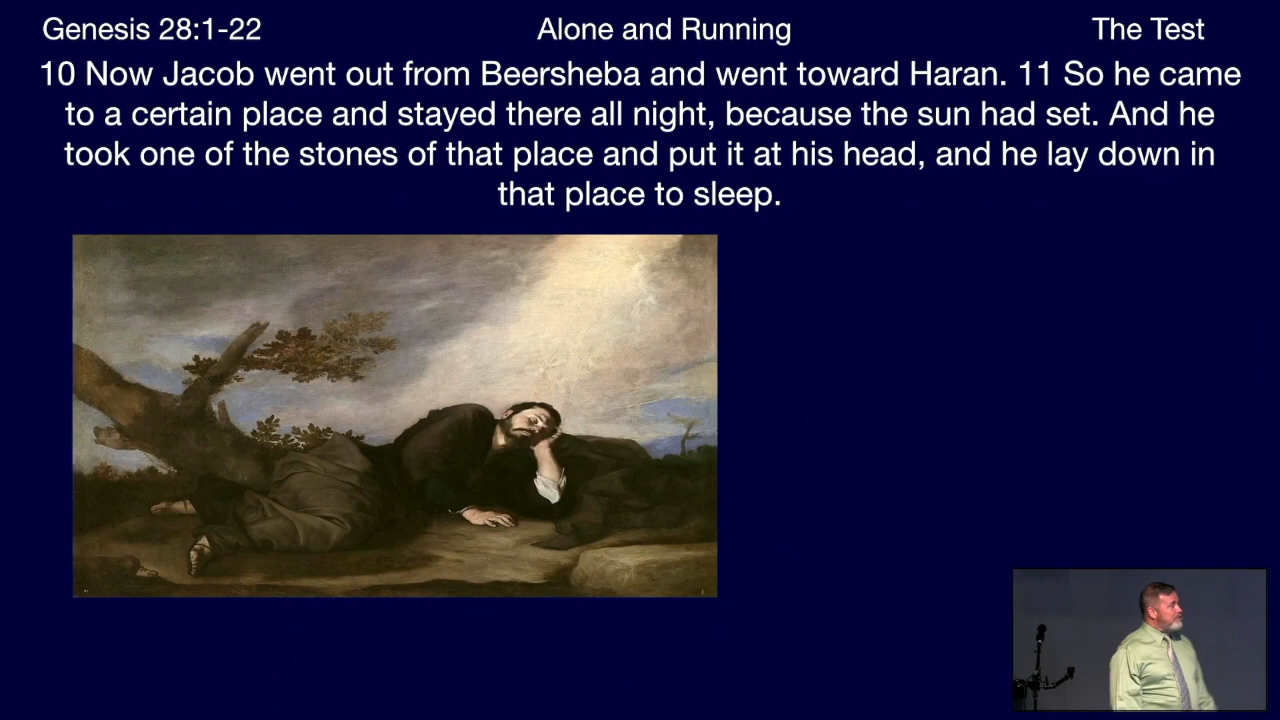 Genesis 28:1-22 Alone and Running The Test
10 Now Jacob went out from Beersheba and went toward Haran. 11 So he came
to a certain place and stayed there all night, because the sun had set. And he
took one of the stones of that place and put it at his head, and he lay down in
that place to sleep.